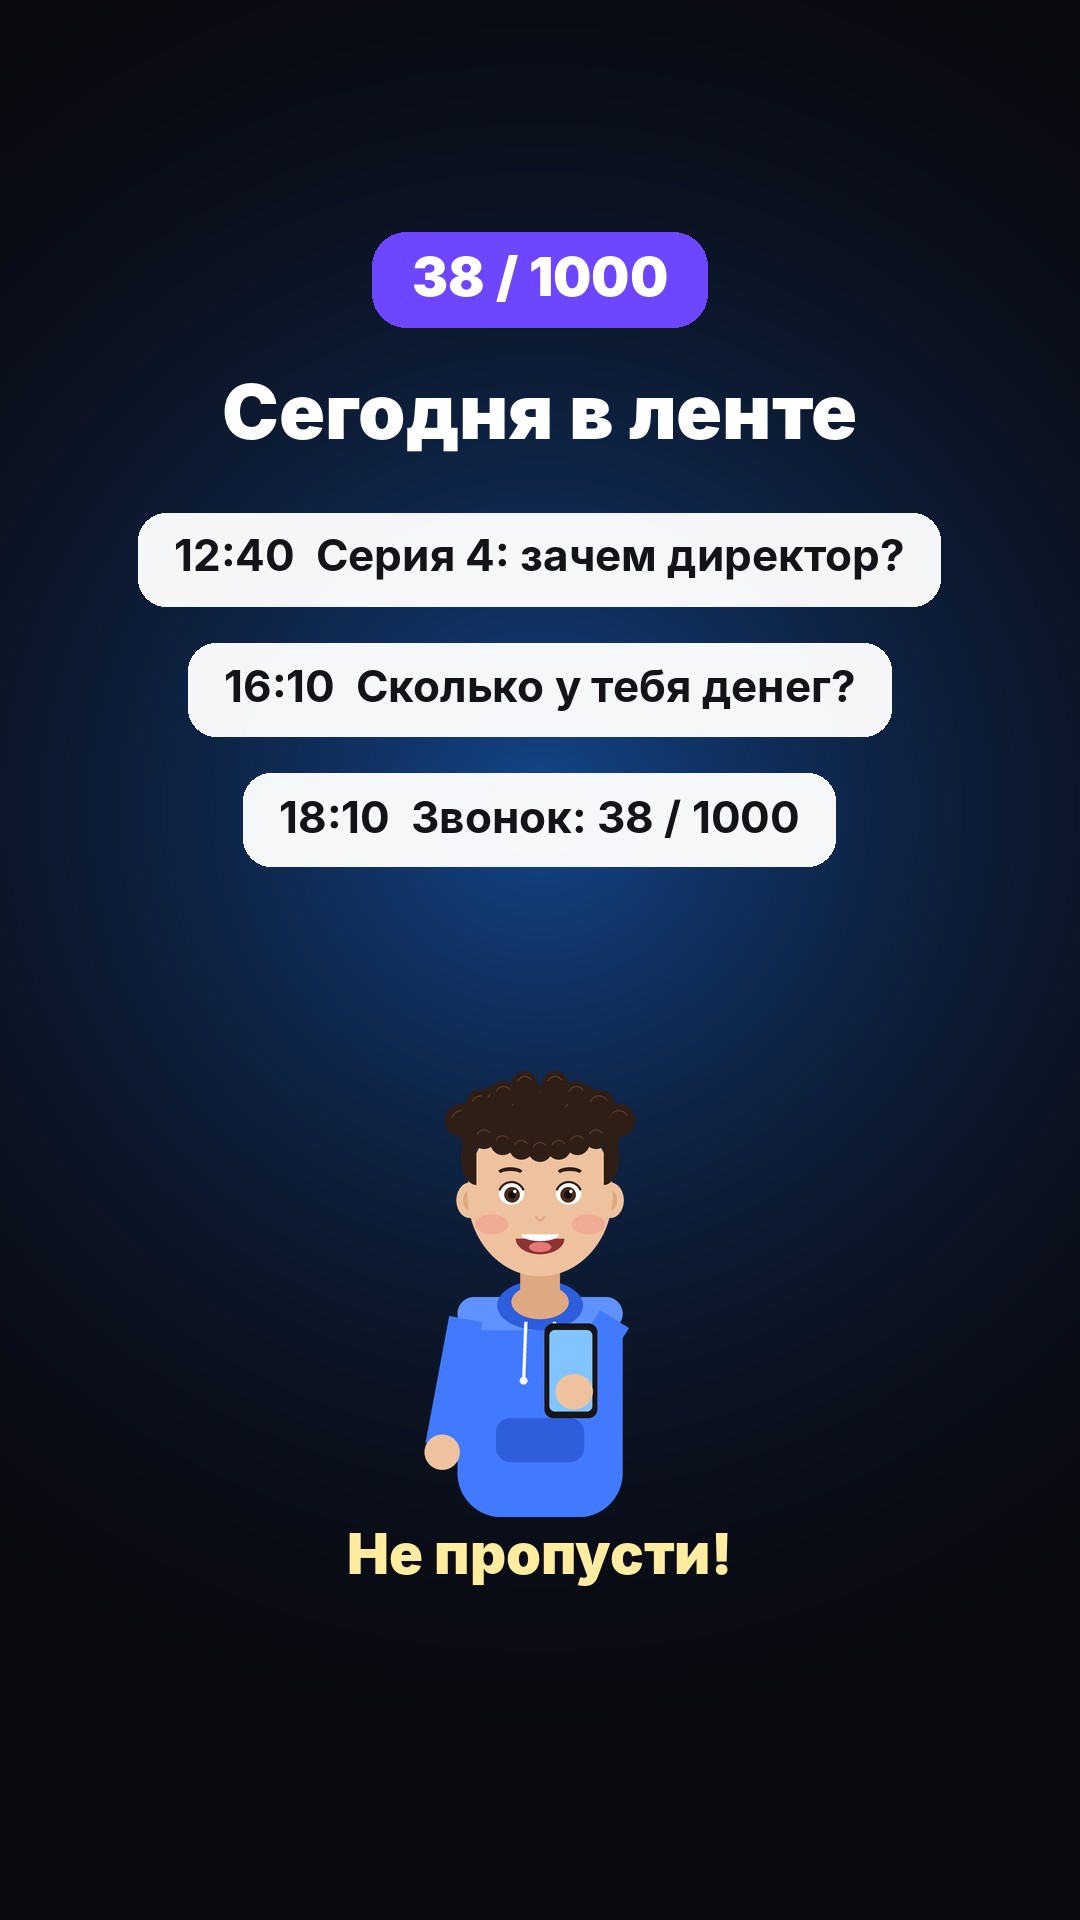 38 / 1000
Сегодня в ленте
12:40 Серия 4: зачем директор?
16:10 Сколько у тебя денег?
18:10 Звонок: 38 / 1000
Не пропусти!